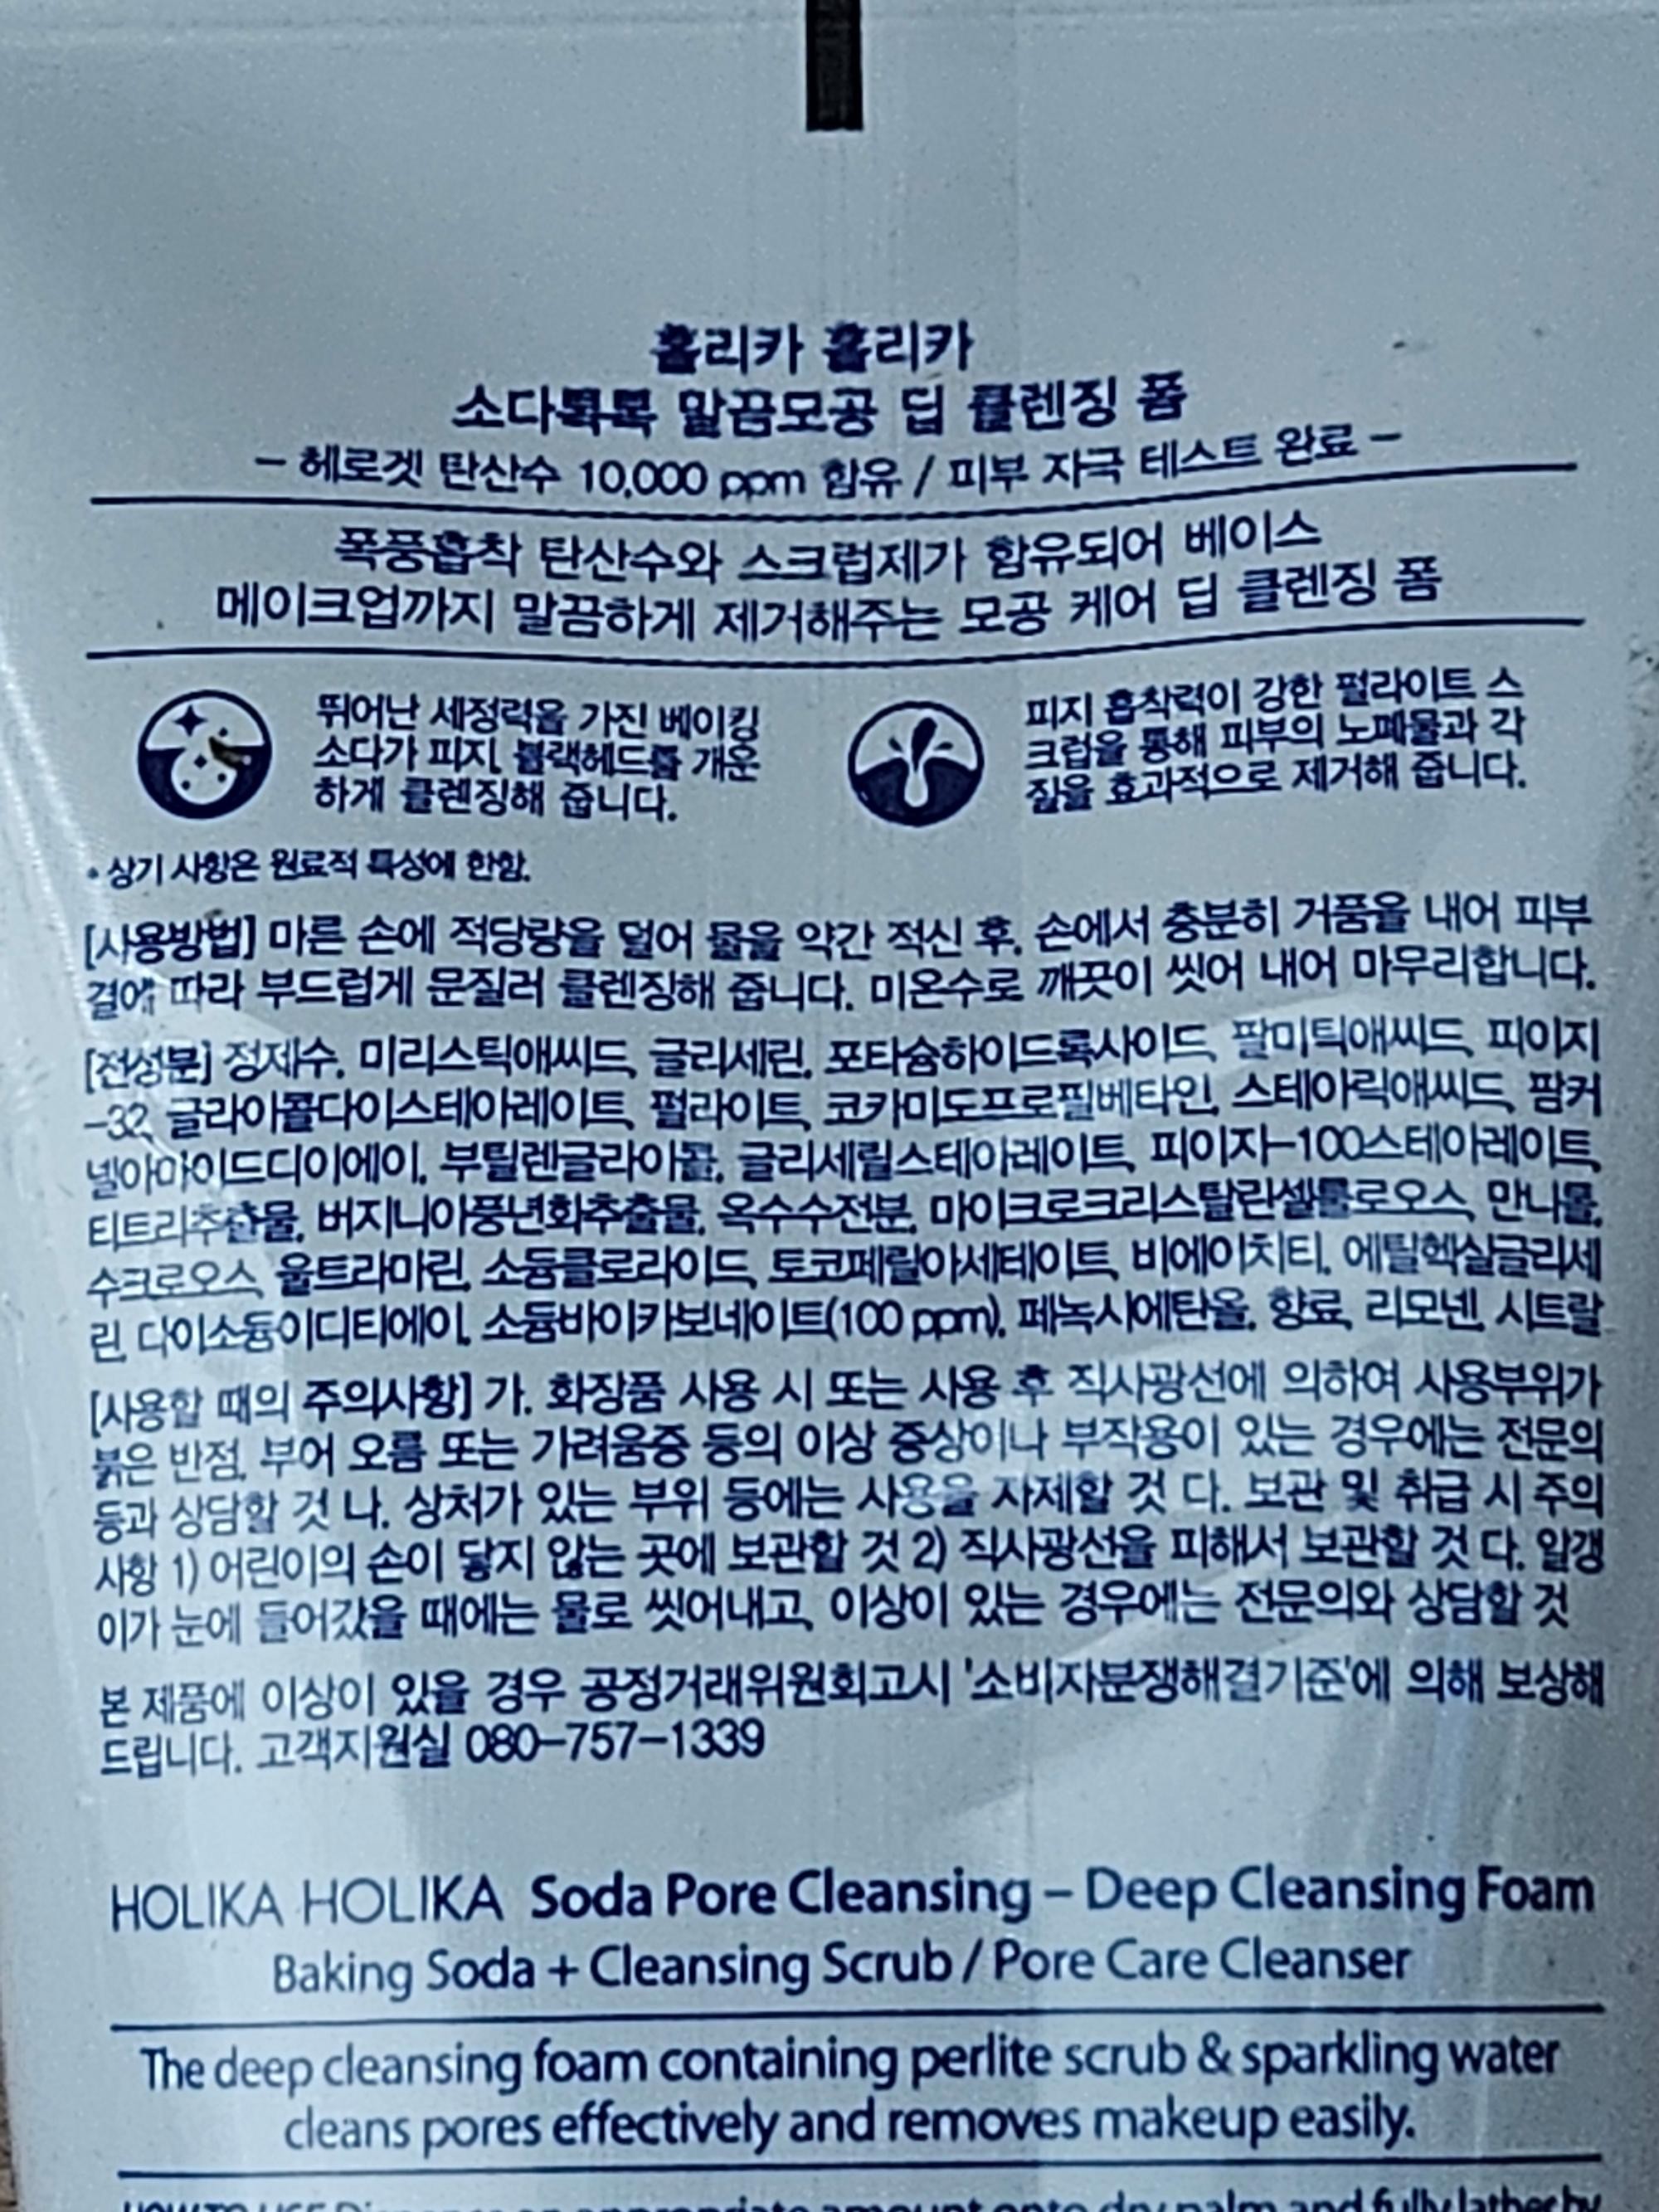 홀리카 홀리카
소다톡톡 말끔모공 딥 클렌징 폼
– 헤로겟 탄산수 10,000 ppm 함유 / 피부 자극 테스트 완료 –
폭풍흡착 탄산수와 스크럽제가 함유되어 베이스
메이크업까지 말끔하게 제거해주는 모공 케어 딥 클렌징 폼
뛰어난 세정력을 가진 베이킹
소다가 피지, 블랙헤드를 개운
하게 클렌징해 줍니다.
피지 흡착력이 강한 펄라이트 스
크럽을 통해 피부의 노폐물과 각
질을 효과적으로 제거해 줍니다.
* 상기 사항은 원료적 특성에 한함.
[사용방법] 마른 손에 적당량을 덜어 물을 약간 적신 후, 손에서 충분히 거품을 내어 피부
결에 따라 부드럽게 문질러 클렌징해 줍니다. 미온수로 깨끗이 씻어 내어 마무리합니다.
[전성분] 정제수, 미리스틱애씨드, 글리세린, 포타슘하이드록사이드, 팔미틱애씨드, 피이지
-32, 글라이콜다이스테아레이트, 펄라이트, 코카미도프로필베타인, 스테아릭애씨드, 팜커
넬아마이드디이에이, 부틸렌글라이콜, 글리세릴스테아레이트, 피이지-100스테아레이트,
티트리추출물, 버지니아풍년화추출물, 옥수수전분, 마이크로크리스탈린셀룰로오스, 만니톨,
수크로오스, 울트라마린, 소듐클로라이드, 토코페릴아세테이트, 비에이치티, 에틸헥실글리세
린, 다이소듐이디티에이, 소듐바이카보네이트(100 ppm), 페녹시에탄올, 향료, 리모넨, 시트랄
[사용할 때의 주의사항] 가. 화장품 사용 시 또는 사용 후 직사광선에 의하여 사용부위가
붉은 반점, 부어 오름 또는 가려움증 등의 이상 증상이나 부작용이 있는 경우에는 전문의
등과 상담할 것 나. 상처가 있는 부위 등에는 사용을 자제할 것 다. 보관 및 취급 시 주의
사항 1) 어린이의 손이 닿지 않는 곳에 보관할 것 2) 직사광선을 피해서 보관할 것 다. 알갱
이가 눈에 들어갔을 때에는 물로 씻어내고, 이상이 있는 경우에는 전문의와 상담할 것
본 제품에 이상이 있을 경우 공정거래위원회고시 '소비자분쟁해결기준'에 의해 보상해
드립니다. 고객지원실 080-757-1339
HOLIKA HOLIKA Soda Pore Cleansing – Deep Cleansing Foam
Baking Soda + Cleansing Scrub / Pore Care Cleanser
The deep cleansing foam containing perlite scrub & sparkling water
cleans pores effectively and removes makeup easily.
HOW TO USE Dispense an appropriate amount onto dry palm and fully lather by